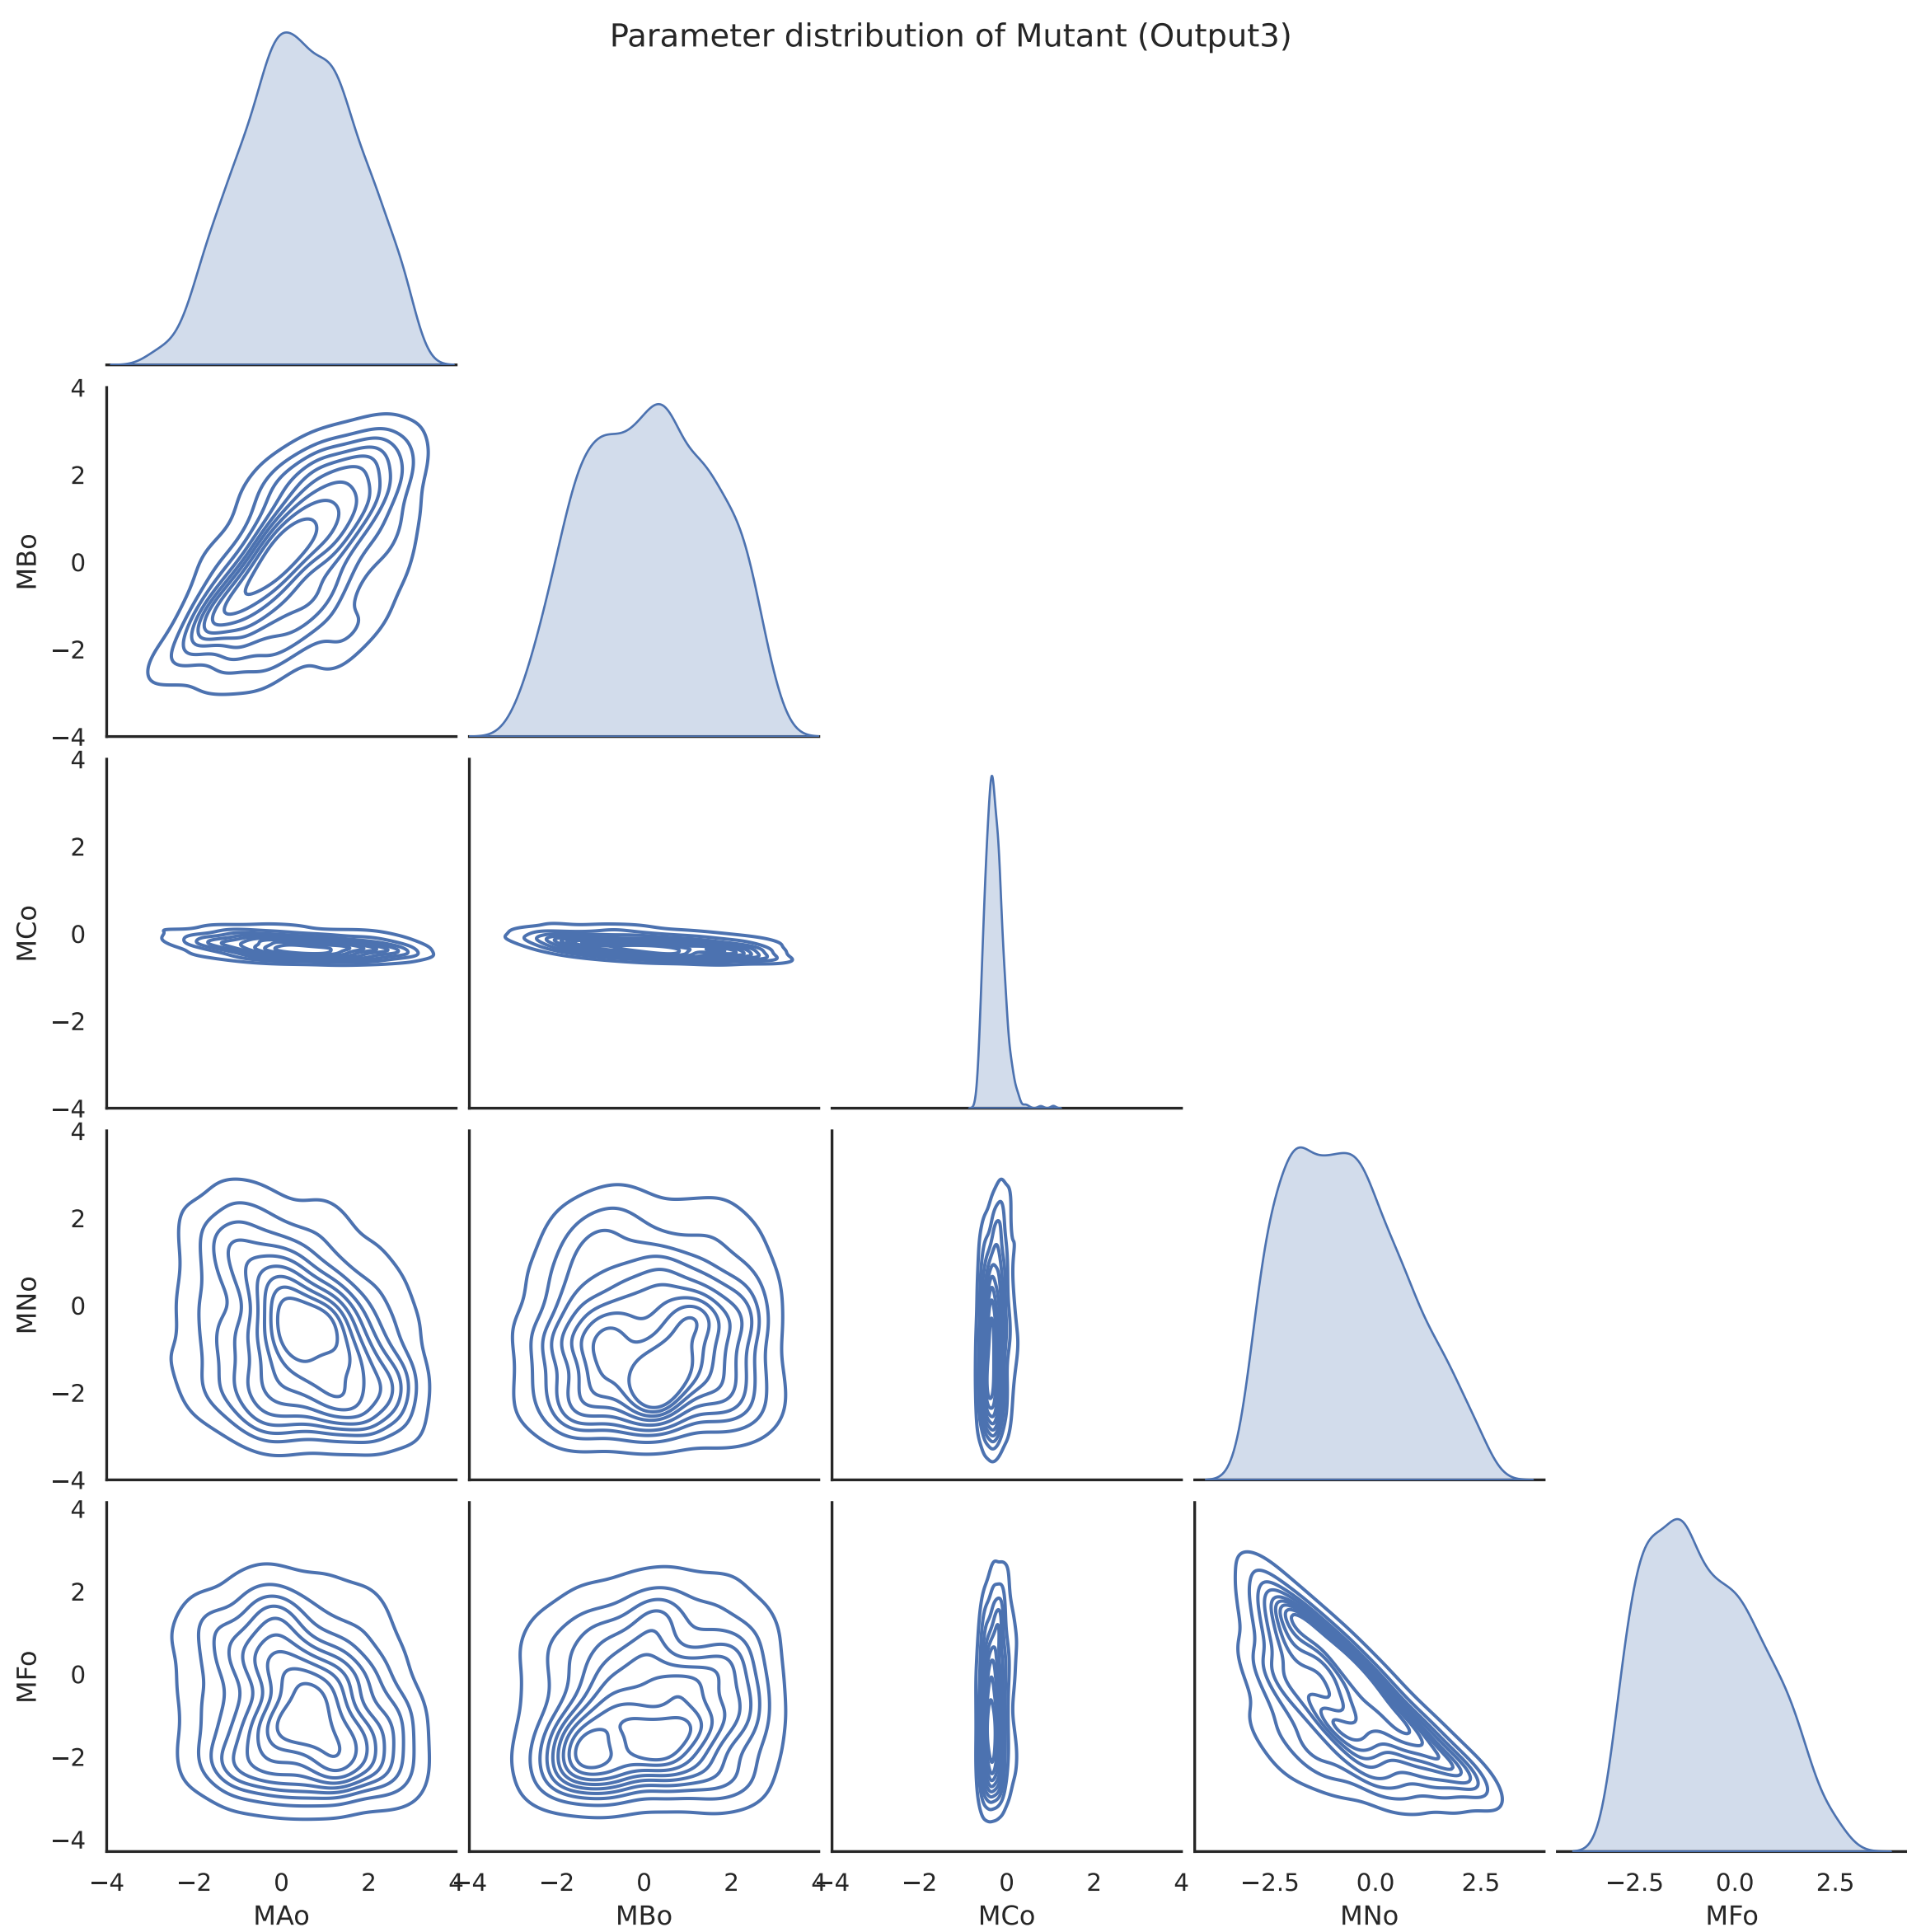 Parameter distribution of Mutant (Output3)
4
2
0
−2
−4
MBo
4
2
0
−2
−4
MCo
4
2
0
−2
−4
MNo
4
2
0
−2
−4
MFo
−4 −2 0 2 4
−4 −2 0 2 4
−4 −2 0 2 4
−2.5 0.0 2.5
−2.5 0.0 2.5
MAo MBo MCo MNo MFo